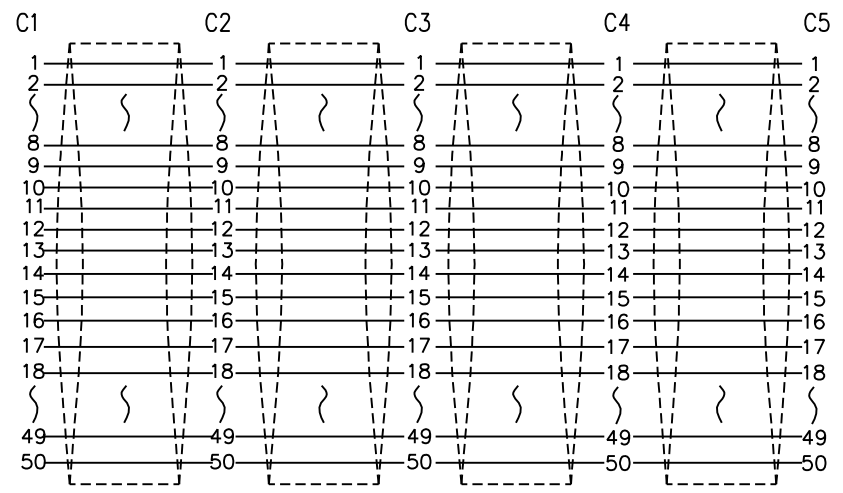 C1 C2 C3 C4 C5
1 1 1 1 1
2 2 2 2 2
8 8 8 8 8
9 9 9 9 9
10 10 10 10 10
11 11 11 11 11
12 12 12 12 12
13 13 13 13 13
14 14 14 14 14
15 15 15 15 15
16 16 16 16 16
17 17 17 17 17
18 18 18 18 18
49 49 49 49 49
50 50 50 50 50